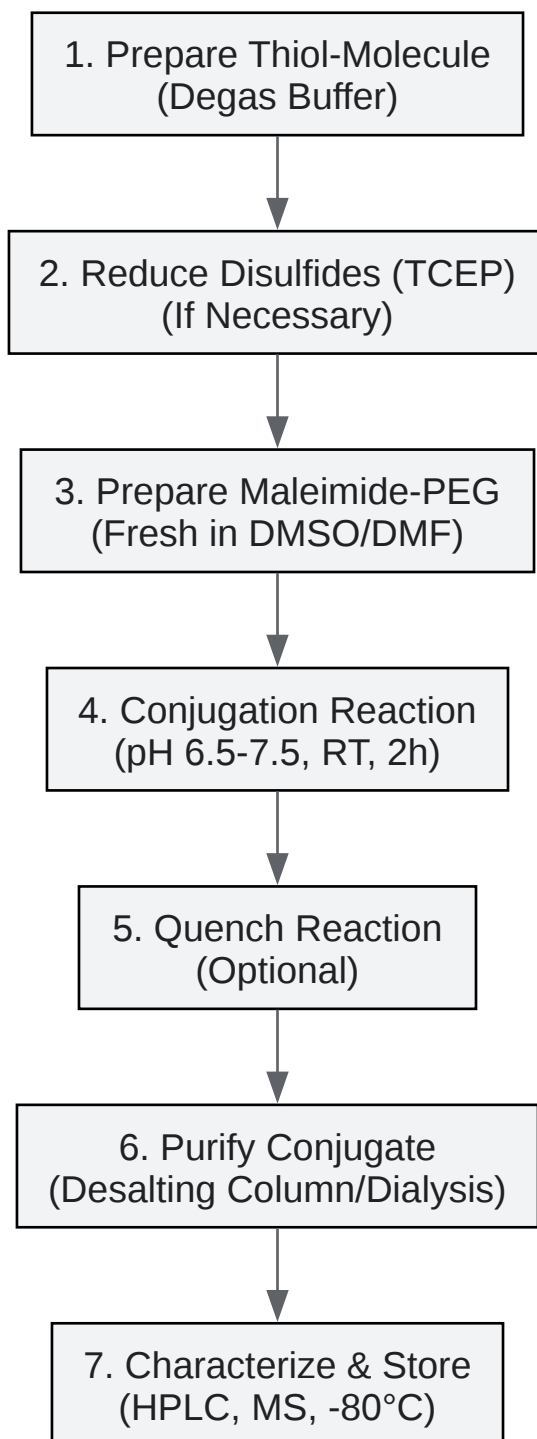 1. Prepare Thiol-Molecule
(Degas Buffer)
2. Reduce Disulfides (TCEP)
(If Necessary)
3. Prepare Maleimide-PEG
(Fresh in DMSO/DMF)
4. Conjugation Reaction
(pH 6.5-7.5, RT, 2h)
5. Quench Reaction
(Optional)
6. Purify Conjugate
(Desalting Column/Dialysis)
7. Characterize & Store
(HPLC, MS, -80°C)